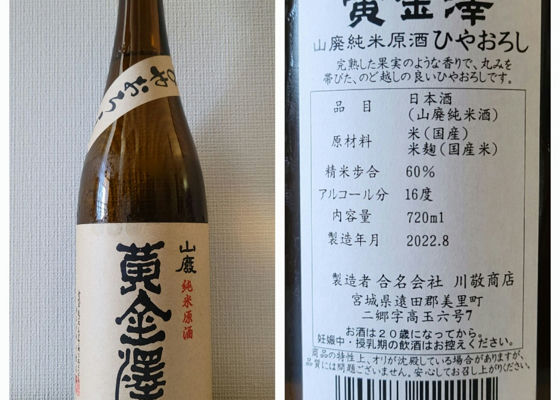 ひやおろし
山廃
純米原酒
黄金澤
黄金澤
山廃純米原酒ひやおろし
完熟した果実のような香りで、丸みを
帯びた、のど越しの良いひやおろしです。
品目 日本酒
(山廃純米酒)
原材料 米(国産)
米麹(国産米)
精米歩合 60%
アルコール分 16度
内容量 720ml
製造年月 2022.8
製造者 合名会社 川敬商店
宮城県遠田郡美里町
二郷字高玉六号7
お酒は20歳になってから。
妊娠中・授乳期の飲酒はお控えください。
商品の特性上、オリが沈殿している場合がありますが、
品質には問題ございません。安心してお召し上がりください。